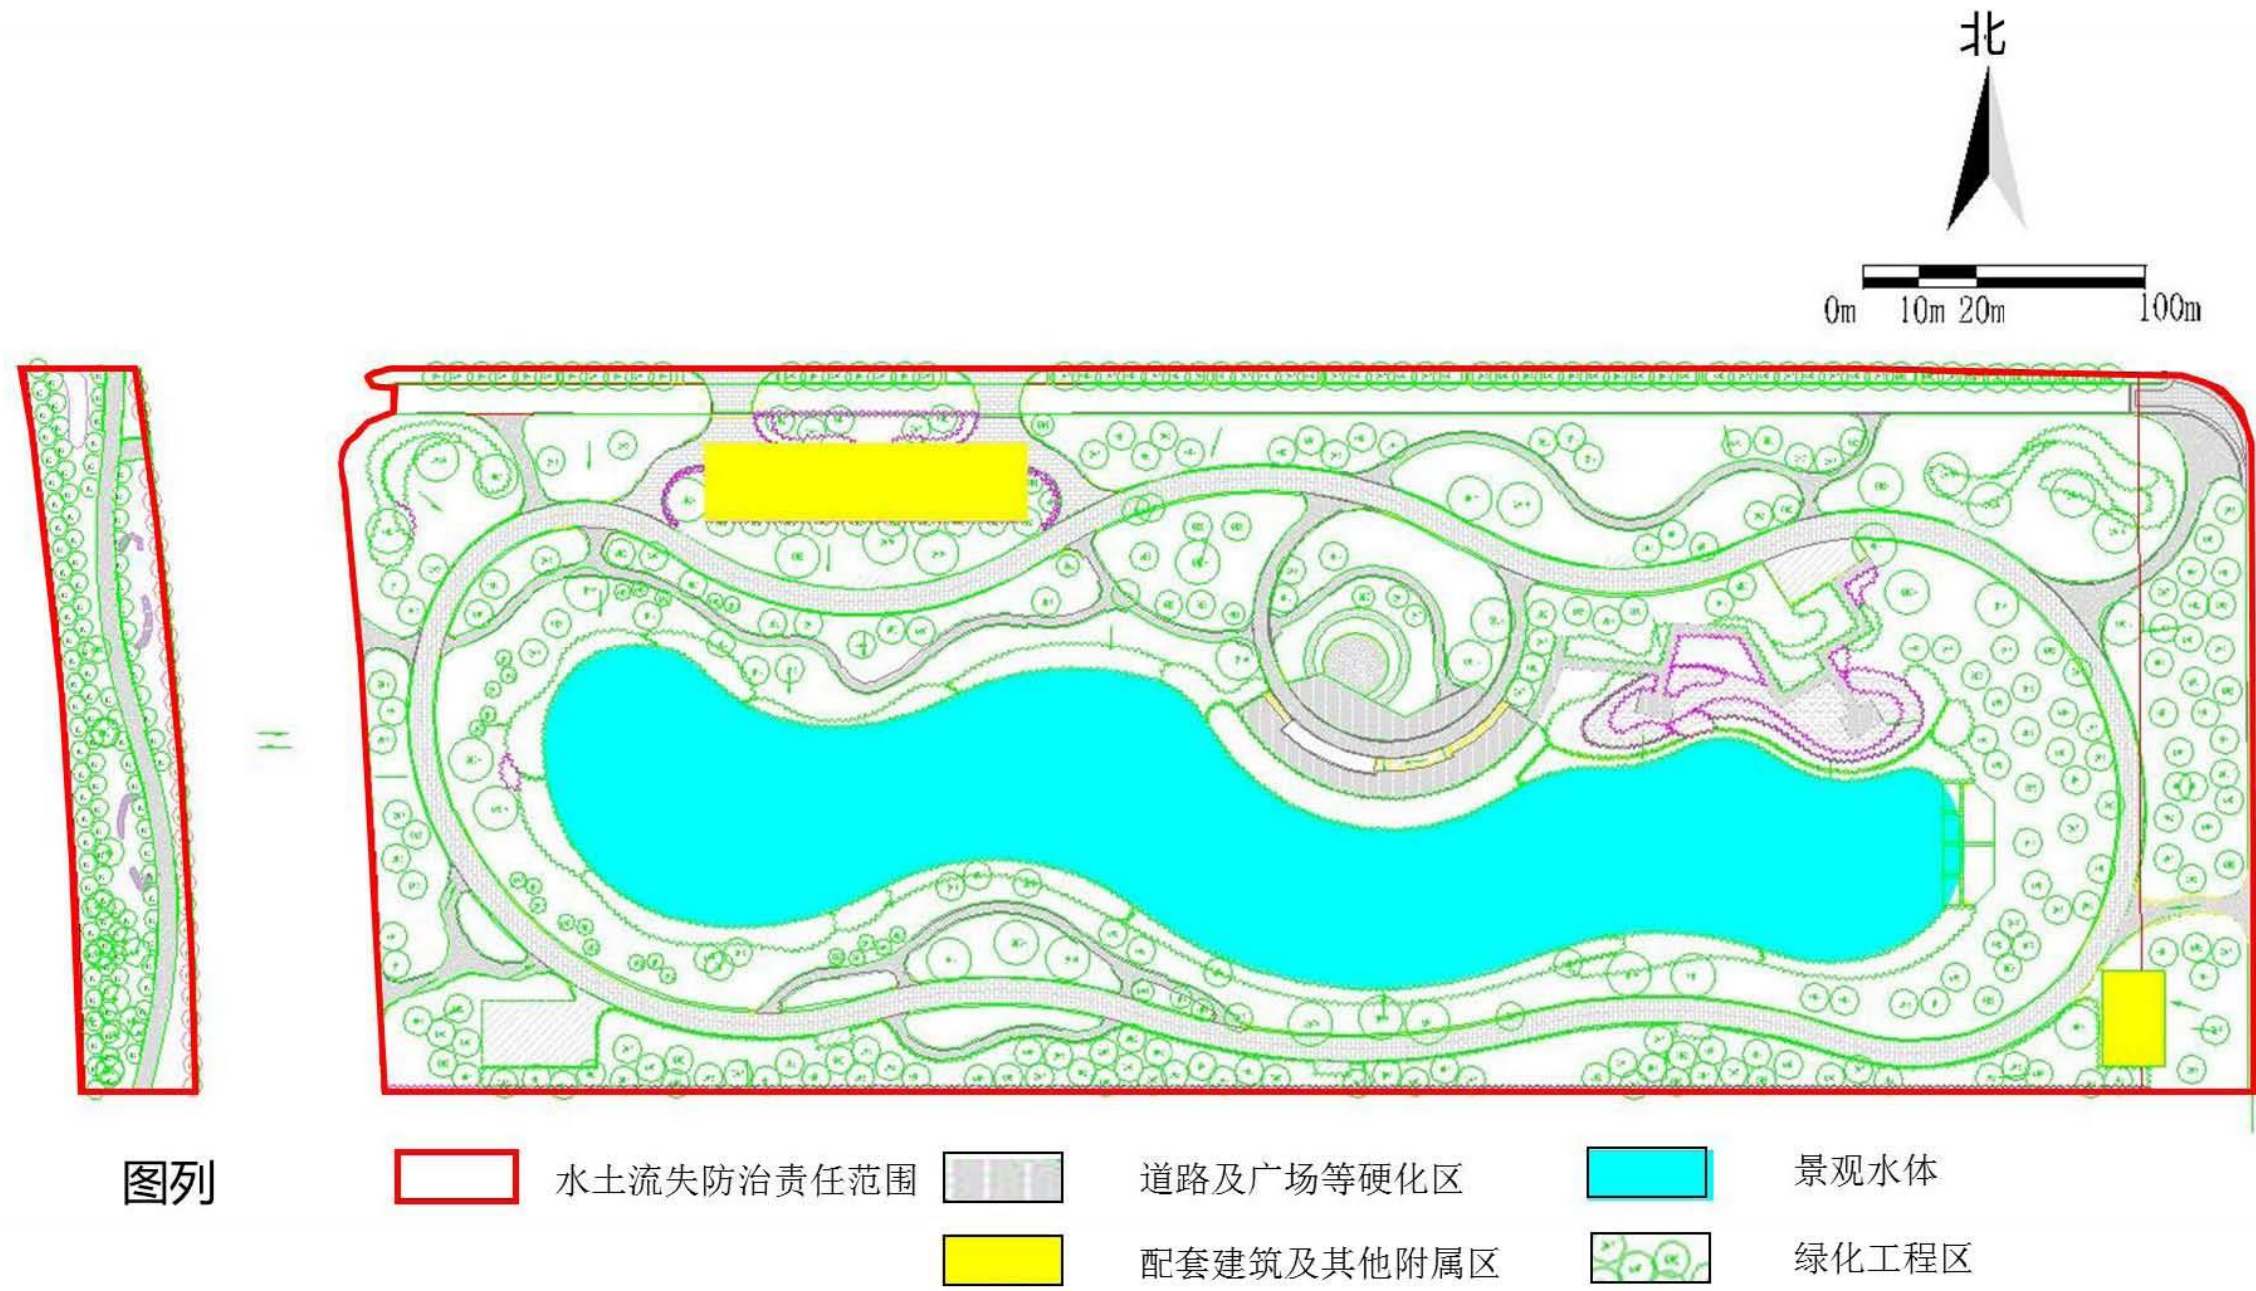 北
0m 10m 20m 100m
图列
水土流失防治责任范围
道路及广场等硬化区
景观水体
配套建筑及其他附属区
绿化工程区